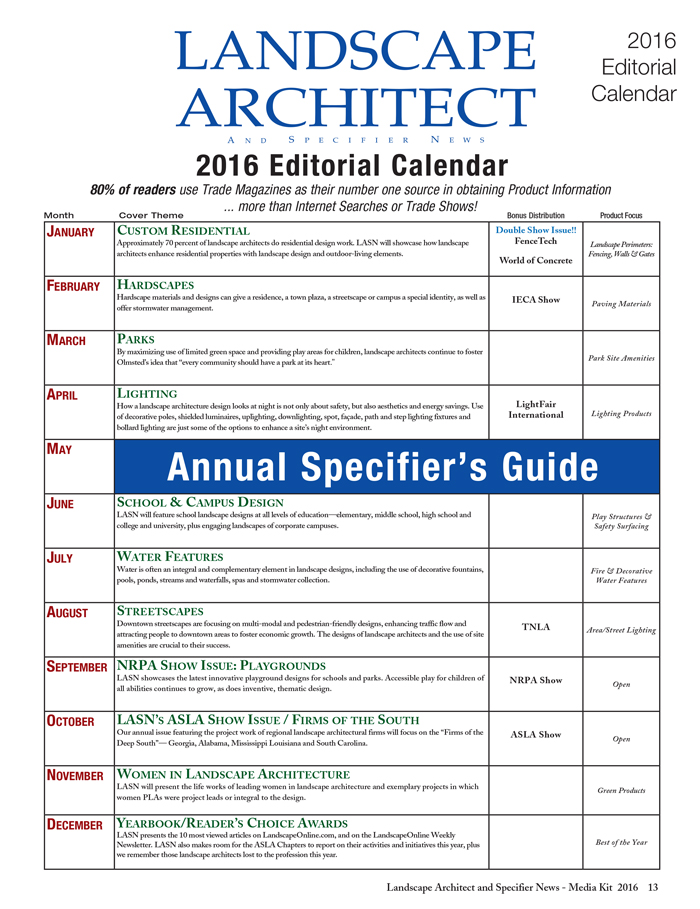 LANDSCAPE
ARCHITECT
AND SPECIFIER NEWS
2016
Editorial
Calendar
2016 Editorial Calendar
80% of readers use Trade Magazines as their number one source in obtaining Product Information
... more than Internet Searches or Trade Shows!
Month Cover Theme Bonus Distribution Product Focus
JANUARY
CUSTOM RESIDENTIAL
Approximately 70 percent of landscape architects do residential design work. LASN will showcase how landscape
architects enhance residential properties with landscape design and outdoor-living elements.
Double Show Issue!!
FenceTech
World of Concrete
Landscape Perimeters:
Fencing, Walls & Gates
FEBRUARY
HARDSCAPES
Hardscape materials and designs can give a residence, a town plaza, a streetscape or campus a special identity, as well as
offer stormwater management.
IECA Show
Paving Materials
MARCH
PARKS
By maximizing use of limited green space and providing play areas for children, landscape architects continue to foster
Olmsted's idea that "every community should have a park at its heart."
Park Site Amenities
APRIL
LIGHTING
How a landscape architecture design looks at night is not only about safety, but also aesthetics and energy savings. Use
of decorative poles, shielded luminaires, uplighting, downlighting, spot, façade, path and step lighting fixtures and
bollard lighting are just some of the options to enhance a site's night environment.
LightFair
International
Lighting Products
MAY
Annual Specifier's Guide
JUNE
SCHOOL & CAMPUS DESIGN
LASN will feature school landscape designs at all levels of education—elementary, middle school, high school and
college and university, plus engaging landscapes of corporate campuses.
Play Structures &
Safety Surfacing
JULY
WATER FEATURES
Water is often an integral and complementary element in landscape designs, including the use of decorative fountains,
pools, ponds, streams and waterfalls, spas and stormwater collection.
Fire & Decorative
Water Features
AUGUST
STREETSCAPES
Downtown streetscapes are focusing on multi-modal and pedestrian-friendly designs, enhancing traffic flow and
attracting people to downtown areas to foster economic growth. The designs of landscape architects and the use of site
amenities are crucial to their success.
TNLA
Area/Street Lighting
SEPTEMBER
NRPA SHOW ISSUE: PLAYGROUNDS
LASN showcases the latest innovative playground designs for schools and parks. Accessible play for children of
all abilities continues to grow, as does inventive, thematic design.
NRPA Show
Open
OCTOBER
LASN'S ASLA SHOW ISSUE / FIRMS OF THE SOUTH
Our annual issue featuring the project work of regional landscape architectural firms will focus on the "Firms of the
Deep South"— Georgia, Alabama, Mississippi Louisiana and South Carolina.
ASLA Show
Open
NOVEMBER
WOMEN IN LANDSCAPE ARCHITECTURE
LASN will present the life works of leading women in landscape architecture and exemplary projects in which
women PLAs were project leads or integral to the design.
Green Products
DECEMBER
YEARBOOK/READER'S CHOICE AWARDS
LASN presents the 10 most viewed articles on LandscapeOnline.com, and on the LandscapeOnline Weekly
Newsletter. LASN also makes room for the ASLA Chapters to report on their activities and initiatives this year, plus
we remember those landscape architects lost to the profession this year.
Best of the Year
Landscape Architect and Specifier News - Media Kit 2016 13